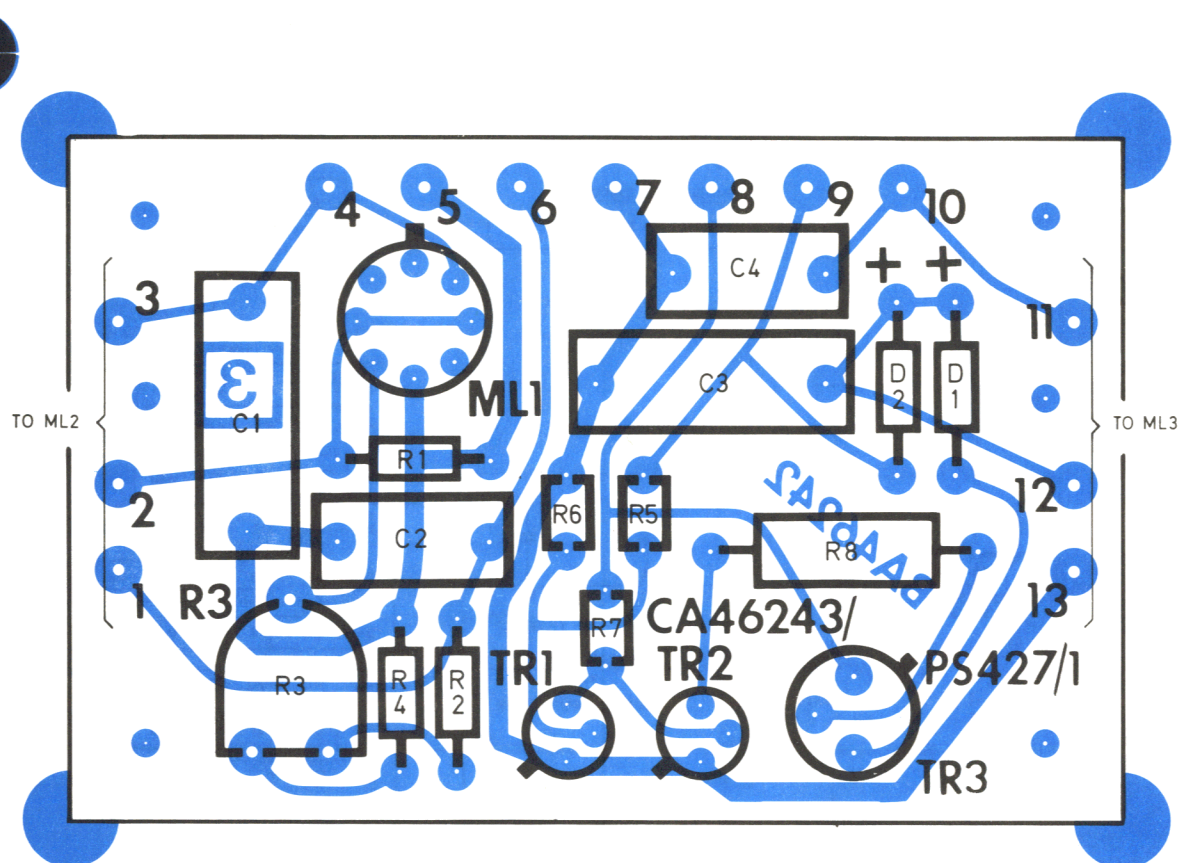 4 5 6 7 8 9 10
C4 + +
3 11
C3 D2 D1
ε
C1
ML1
TO ML2 TO ML3
R1
2 12
BAA6242
R6 R5
C2 R8
1 R3 13
CA46243/
R7
TR1 TR2 PS427/1
R3 R4 R2
TR3